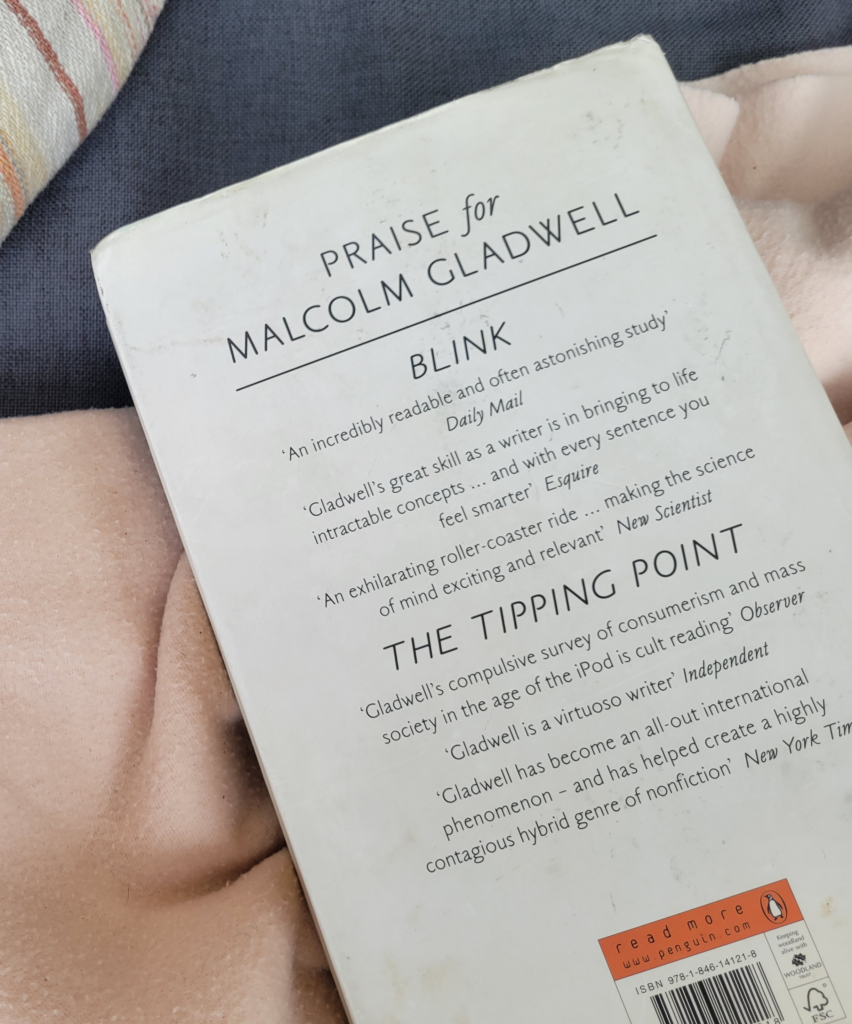 PRAISE for
MALCOLM GLADWELL
BLINK
‘An incredibly readable and often astonishing study’
Daily Mail
‘Gladwell’s great skill as a writer is in bringing to life
intractable concepts ... and with every sentence you
feel smarter’ Esquire
‘An exhilarating roller-coaster ride ... making the science
of mind exciting and relevant’ New Scientist
THE TIPPING POINT
‘Gladwell’s compulsive survey of consumerism and mass
society in the age of the iPod is cult reading’ Observer
‘Gladwell is a virtuoso writer’ Independent
‘Gladwell has become an all-out international
phenomenon – and has helped create a highly
contagious hybrid genre of nonfiction’ New York Tim
read more
www.penguin.com
ISBN 978-1-846-14121-8
Keeping
woodland
alive with
WOODLAND
TRUST
FSC